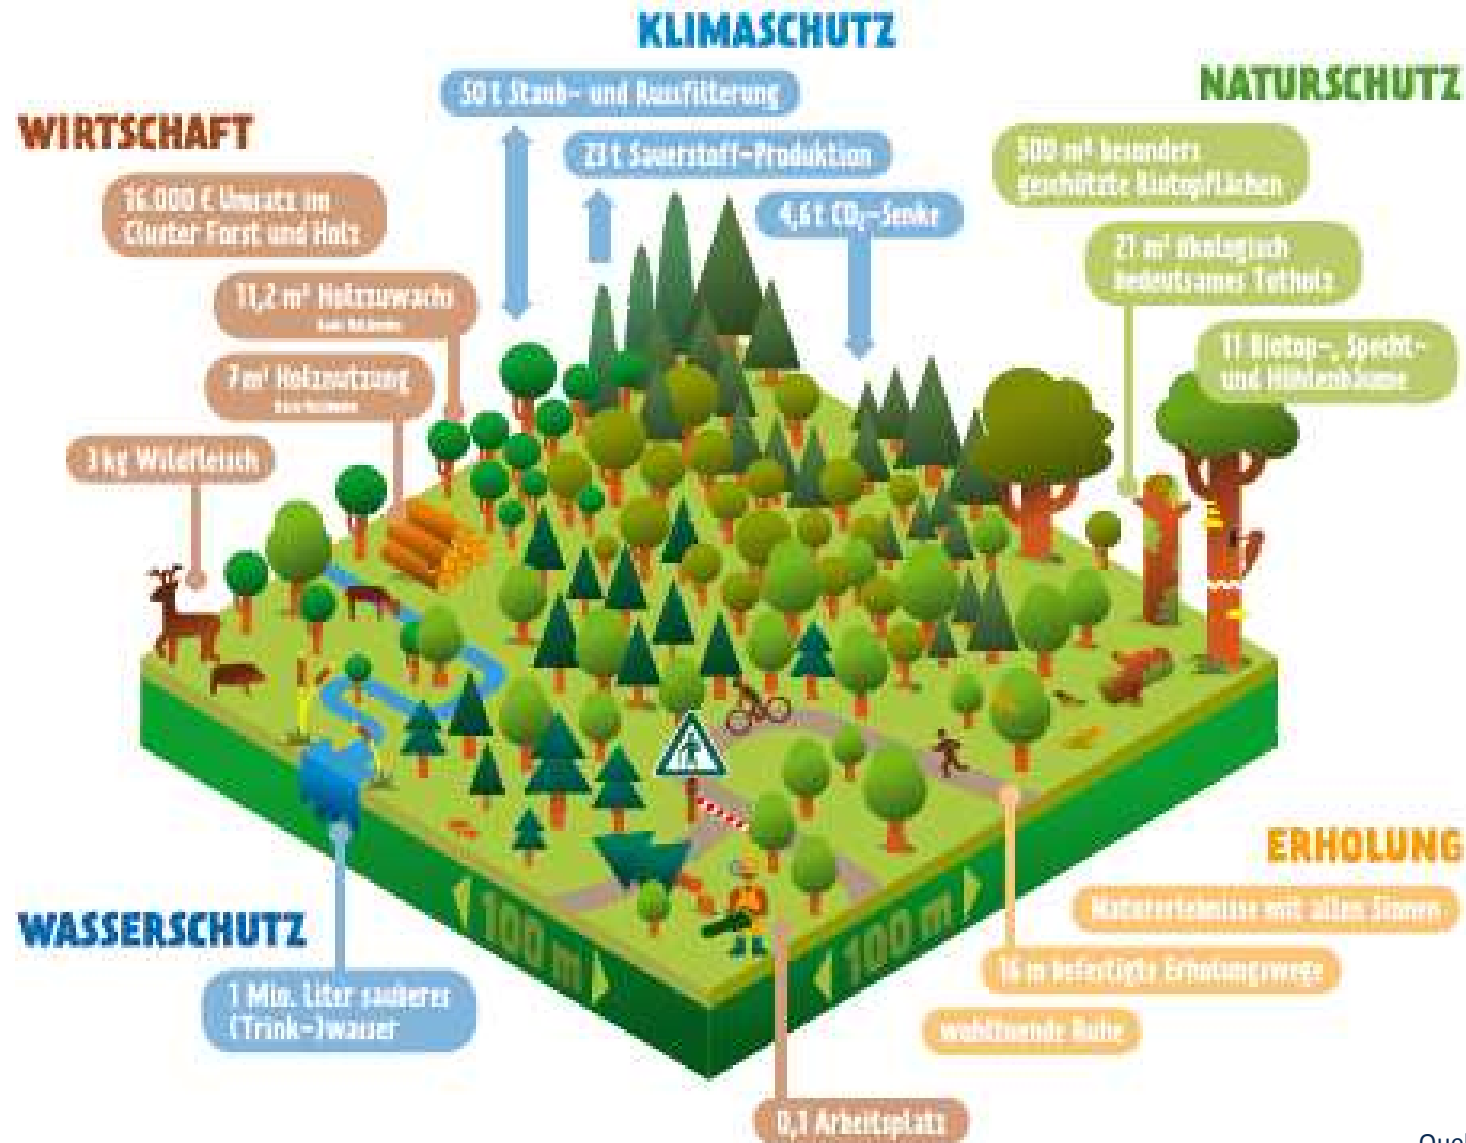 KLIMASCHUTZ
50 t Staub- und Russfilterung
23 t Sauerstoff-Produktion
4,6 t CO₂-Senke
NATURSCHUTZ
500 m² besonders
geschützte Biotopflächen
21 m³ ökologisch
bedeutsames Totholz
11 Biotop-, Specht-
und Höhlenbäume
WIRTSCHAFT
16.000 € Umsatz im
Cluster Forst und Holz
11,2 m³ Holzzuwachs
7 m³ Holznutzung
3 kg Wildfleisch
100 m
100 m
WASSERSCHUTZ
1 Mio. Liter sauberes
(Trink-)wasser
ERHOLUNG
Naturerlebnisse mit allen Sinnen
16 m befestigte Erholungswege
wohltuende Ruhe
0,1 Arbeitsplatz